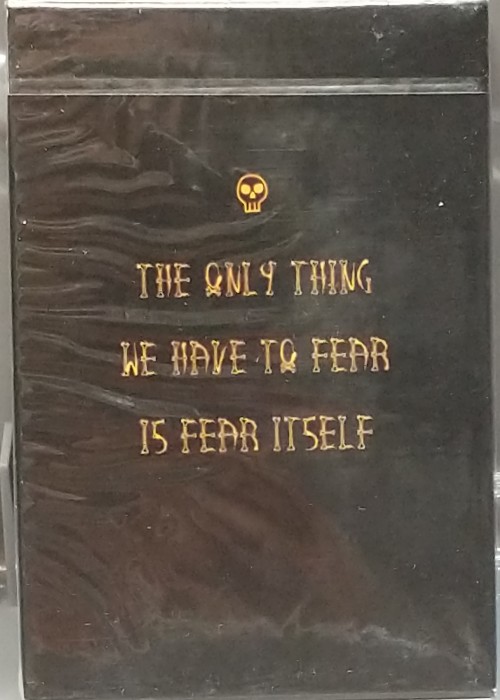 THE ONLY THING
WE HAVE TO FEAR
IS FEAR ITSELF